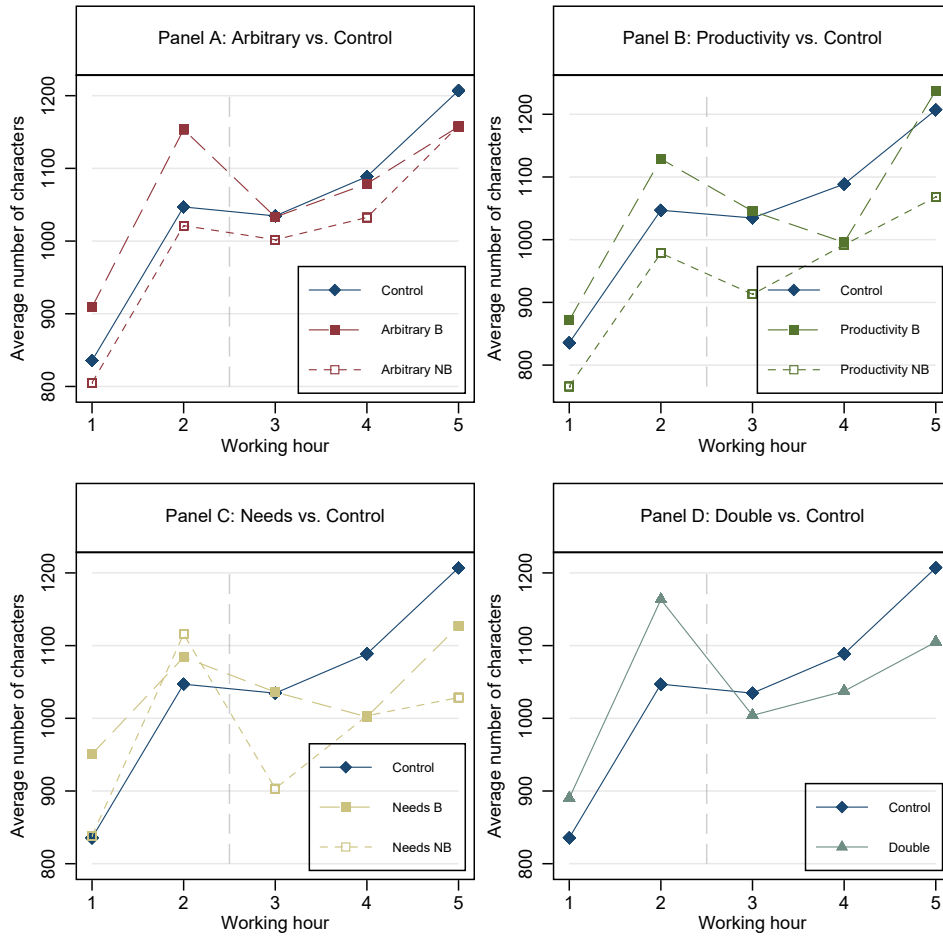 Panel A: Arbitrary vs. Control
Average number of characters
1200
1100
1000
900
800
Control
Arbitrary B
Arbitrary NB
1 2 3 4 5
Working hour
Panel B: Productivity vs. Control
Average number of characters
1200
1100
1000
900
800
Control
Productivity B
Productivity NB
1 2 3 4 5
Working hour
Panel C: Needs vs. Control
Average number of characters
1200
1100
1000
900
800
Control
Needs B
Needs NB
1 2 3 4 5
Working hour
Panel D: Double vs. Control
Average number of characters
1200
1100
1000
900
800
Control
Double
1 2 3 4 5
Working hour